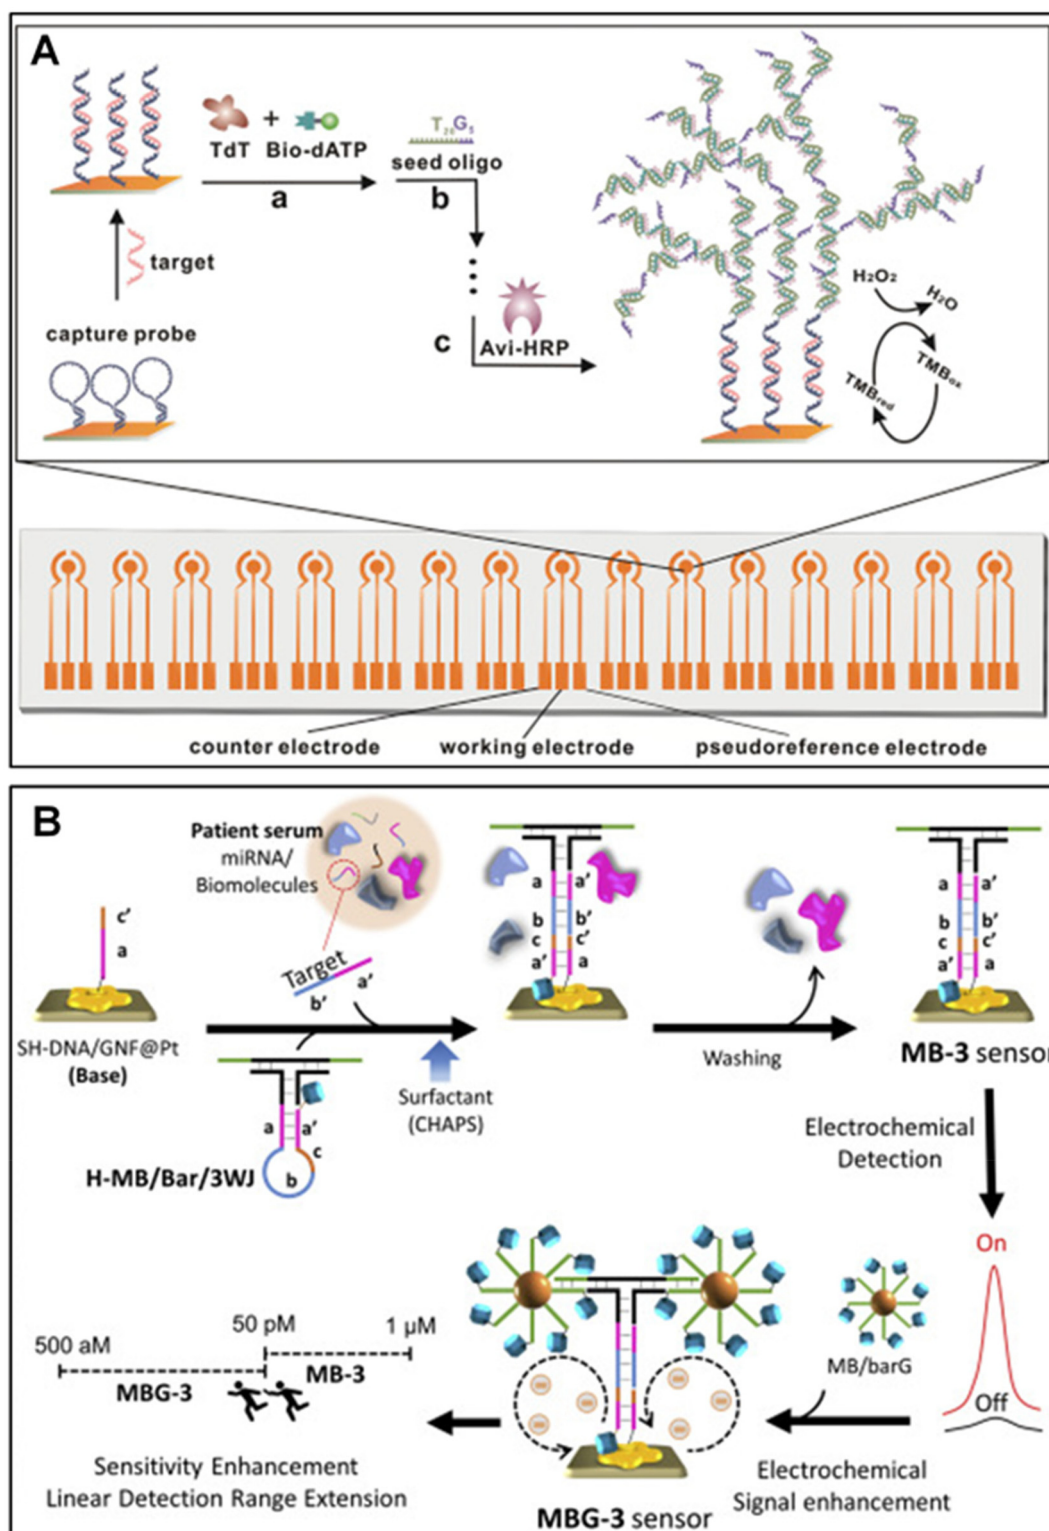 A
TdT + Bio-dATP
a
T₂₀G₅
seed oligo
b
target
capture probe
c
Avi-HRP
H₂O₂
H₂O
TMBred
TMBox
counter electrode
working electrode
pseudoreference electrode
B
Patient serum
miRNA/
Biomolecules
c'
a
Target
b'
a'
SH-DNA/GNF@Pt
(Base)
a
a'
c
b
H-MB/Bar/3WJ
Surfactant
(CHAPS)
a
a'
b
b'
c
c'
a'
a
Washing
a
a'
b
b'
c
c'
a'
a
MB-3 sensor
Electrochemical
Detection
On
Off
MB/barG
Electrochemical
Signal enhancement
MBG-3 sensor
500 aM
50 pM
1 µM
MBG-3
MB-3
Sensitivity Enhancement
Linear Detection Range Extension